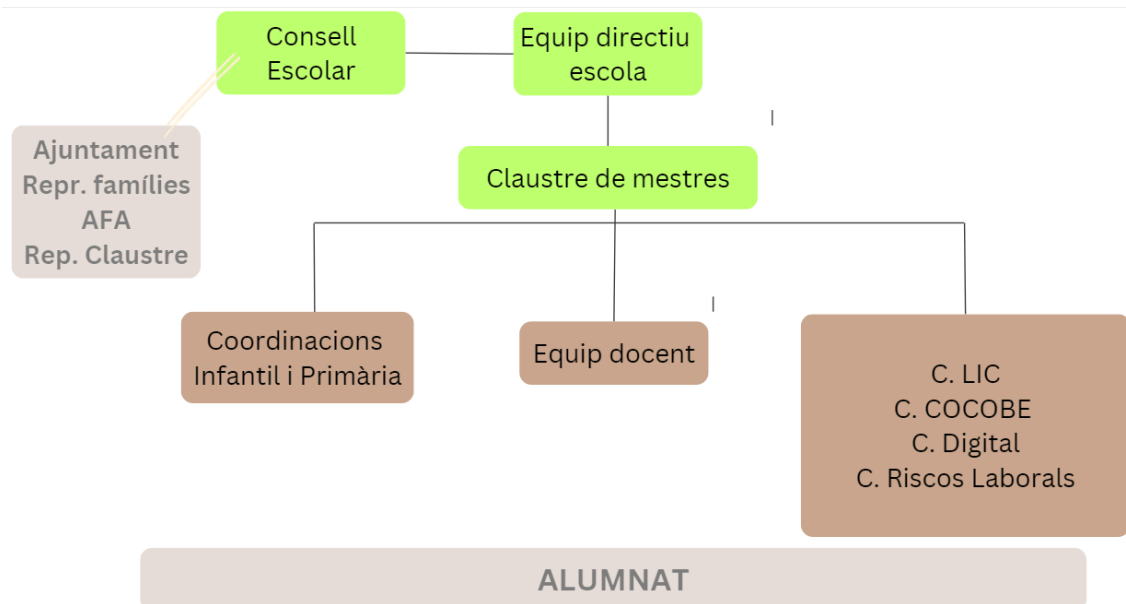 Consell
Escolar
Equip directiu
escola
Ajuntament
Repr. famílies
AFA
Rep. Claustre
Claustre de mestres
Coordinacions
Infantil i Primària
Equip docent
C. LIC
C. COCOBE
C. Digital
C. Riscos Laborals
ALUMNAT